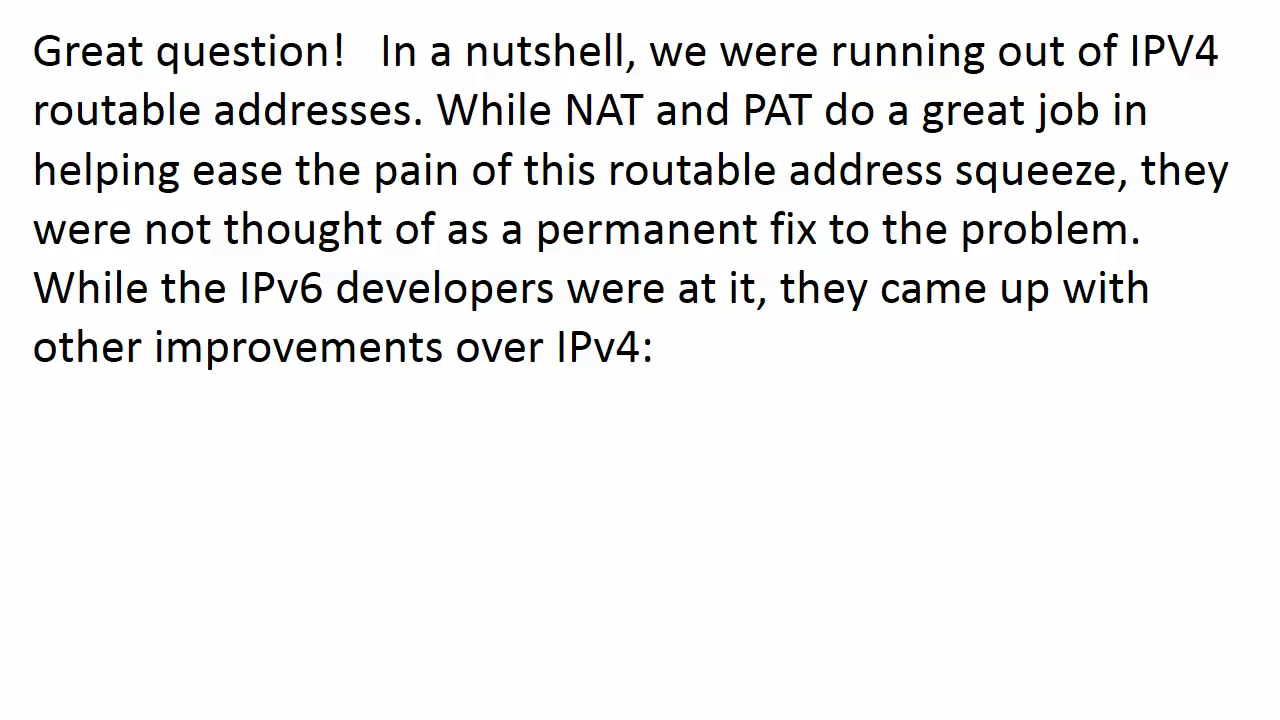 Great question!   In a nutshell, we were running out of IPV4
routable addresses. While NAT and PAT do a great job in
helping ease the pain of this routable address squeeze, they
were not thought of as a permanent fix to the problem.
While the IPv6 developers were at it, they came up with
other improvements over IPv4: